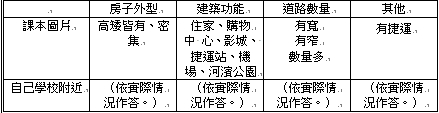 房子外型 建築功能 道路數量 其他
課本圖片 高矮皆有、密集 住家、購物中心、影城、捷運站、機場、河濱公園 有寬 有窄 數量多 有捷運
自己學校附近 (依實際情況作答。) (依實際情況作答。) (依實際情況作答。) (依實際情況作答。)